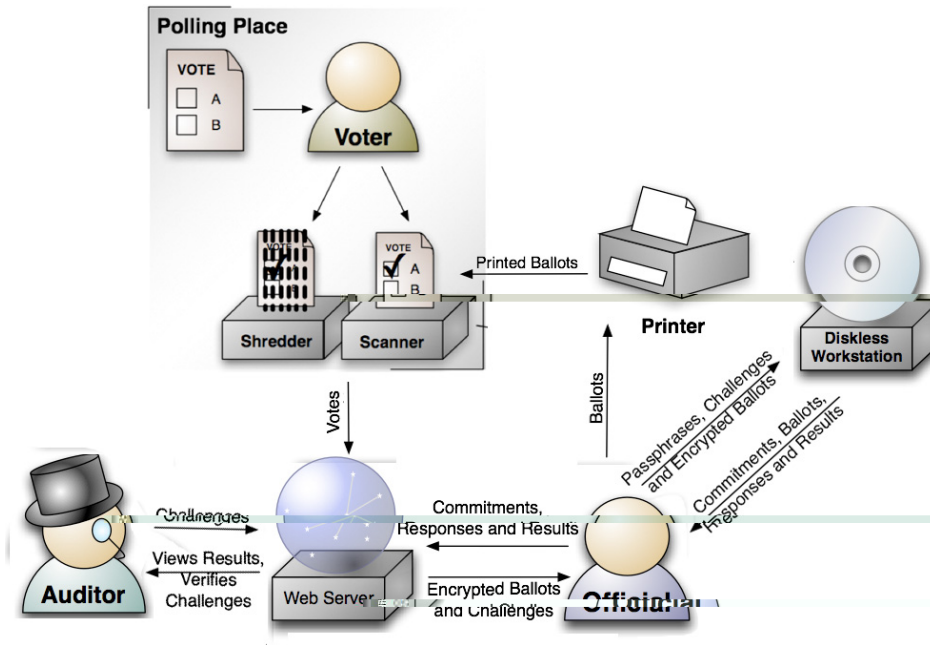 Polling Place
VOTE
A
B
Voter
VOTE
VOTE
A
B
Shredder
Scanner
Printed Ballots
Printer
Diskless
Workstation
Votes
Ballots
Passphrases, Challenges
and Encrypted Ballots
Commitments, Ballots,
Responses and Results
Challenges
Views Results,
Verifies
Challenges
Auditor
Web Server
Commitments,
Responses and Results
Encrypted Ballots
and Challenges